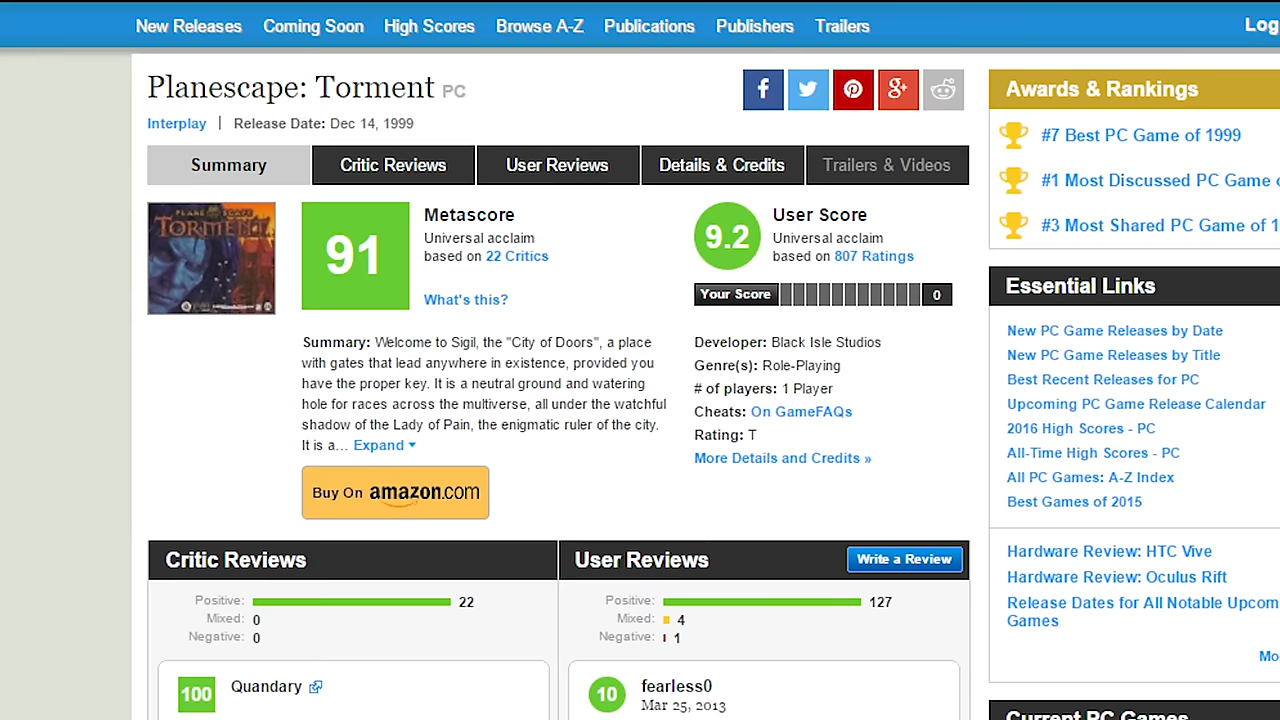 New Releases Coming Soon High Scores Browse A-Z Publications Publishers Trailers
Log
Planescape: Torment PC
Interplay | Release Date: Dec 14, 1999
Summary Critic Reviews User Reviews Details & Credits Trailers & Videos
PLANESCAPE
TORMENT
91
Metascore
Universal acclaim
based on 22 Critics
What's this?
9.2
User Score
Universal acclaim
based on 807 Ratings
Your Score 0
Summary: Welcome to Sigil, the "City of Doors", a place
with gates that lead anywhere in existence, provided you
have the proper key. It is a neutral ground and watering
hole for races across the multiverse, all under the watchful
shadow of the Lady of Pain, the enigmatic ruler of the city.
It is a... Expand
Buy On amazon.com
Developer: Black Isle Studios
Genre(s): Role-Playing
# of players: 1 Player
Cheats: On GameFAQs
Rating: T
More Details and Credits »
Critic Reviews
Positive: 22
Mixed: 0
Negative: 0
100 Quandary
User Reviews Write a Review
Positive: 127
Mixed: 4
Negative: 1
10 fearless0
Mar 25, 2013
Awards & Rankings
#7 Best PC Game of 1999
#1 Most Discussed PC Game
#3 Most Shared PC Game of 1
Essential Links
New PC Game Releases by Date
New PC Game Releases by Title
Best Recent Releases for PC
Upcoming PC Game Release Calendar
2016 High Scores - PC
All-Time High Scores - PC
All PC Games: A-Z Index
Best Games of 2015
Hardware Review: HTC Vive
Hardware Review: Oculus Rift
Release Dates for All Notable Upcom
Games
Mo
Current PC Games